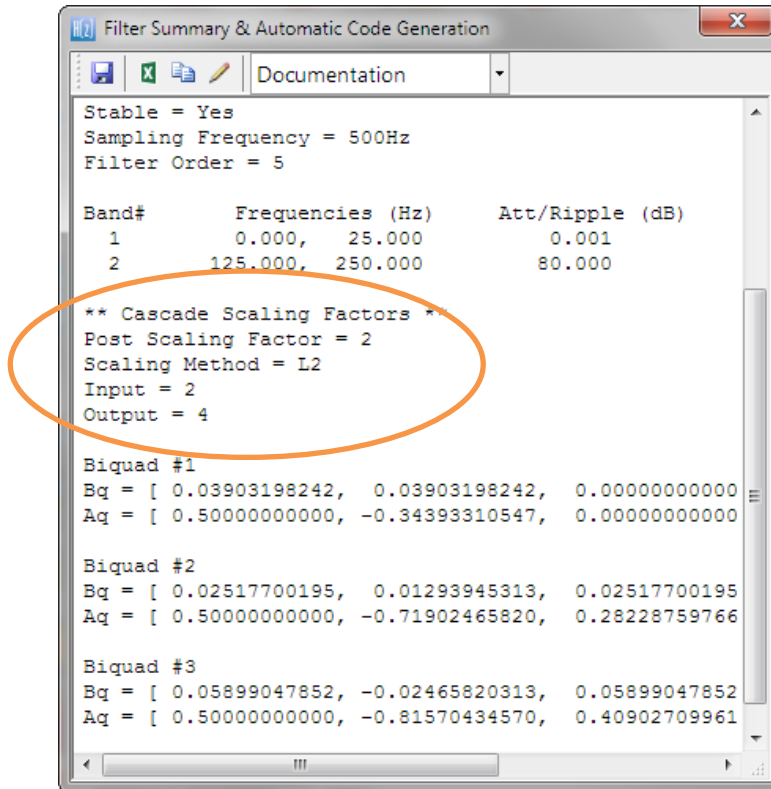 H(z) Filter Summary & Automatic Code Generation
Documentation
Stable = Yes
Sampling Frequency = 500Hz
Filter Order = 5
Band# Frequencies (Hz) Att/Ripple (dB)
1 0.000, 25.000 0.001
2 125.000, 250.000 80.000
** Cascade Scaling Factors **
Post Scaling Factor = 2
Scaling Method = L2
Input = 2
Output = 4
Biquad #1
Bq = [ 0.03903198242, 0.03903198242, 0.00000000000
Aq = [ 0.50000000000, -0.34393310547, 0.00000000000
Biquad #2
Bq = [ 0.02517700195, 0.01293945313, 0.02517700195
Aq = [ 0.50000000000, -0.71902465820, 0.28228759766
Biquad #3
Bq = [ 0.05899047852, -0.02465820313, 0.05899047852
Aq = [ 0.50000000000, -0.81570434570, 0.40902709961